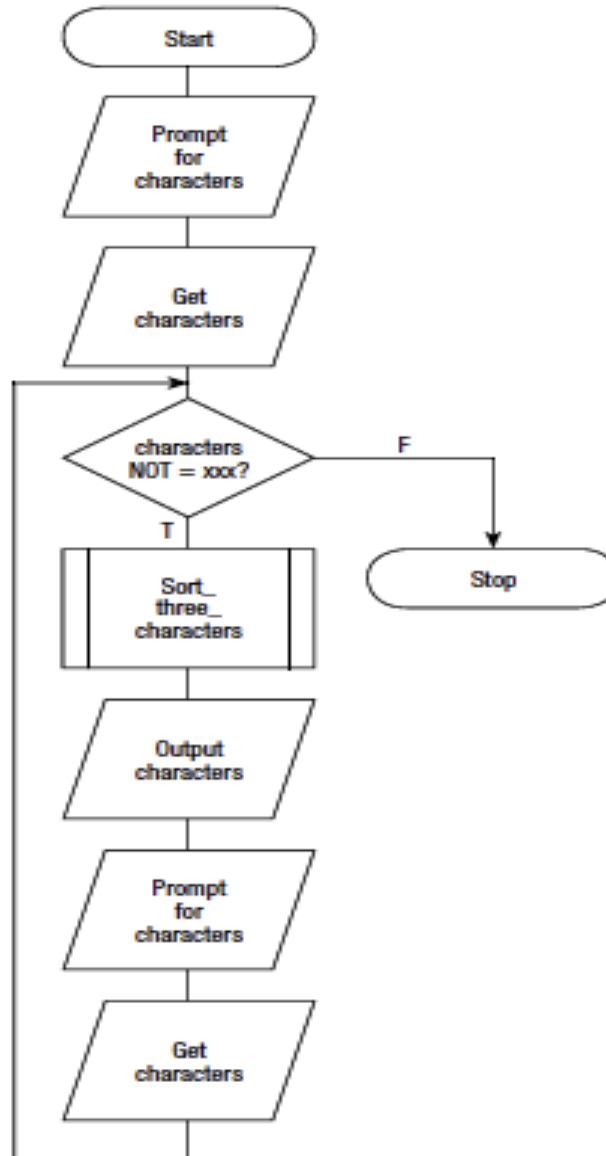 Start
Prompt
for
characters
Get
characters
characters
NOT = xxx?
F
T
Stop
Sort_
three_
characters
Output
characters
Prompt
for
characters
Get
characters